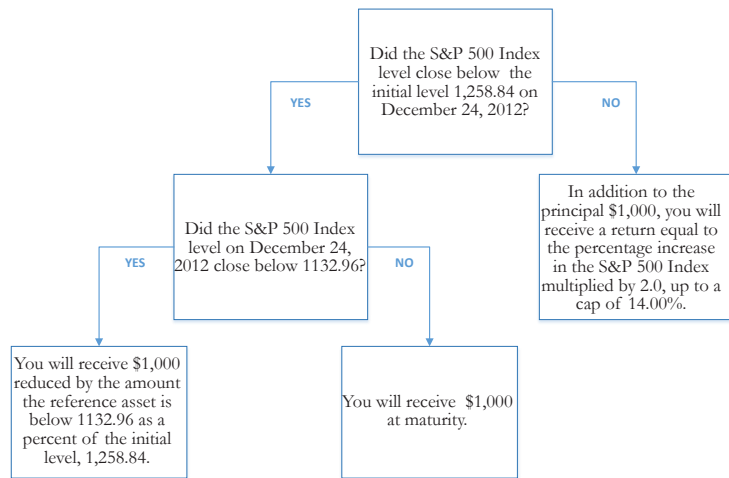 Did the S&P 500 Index
level close below the
initial level 1,258.84 on
December 24, 2012?
YES
NO
Did the S&P 500 Index
level on December 24,
2012 close below 1132.96?
In addition to the
principal $1,000, you will
receive a return equal to
the percentage increase
in the S&P 500 Index
multiplied by 2.0, up to a
cap of 14.00%.
YES
NO
You will receive $1,000
reduced by the amount
the reference asset is
below 1132.96 as a
percent of the initial
level, 1,258.84.
You will receive $1,000
at maturity.